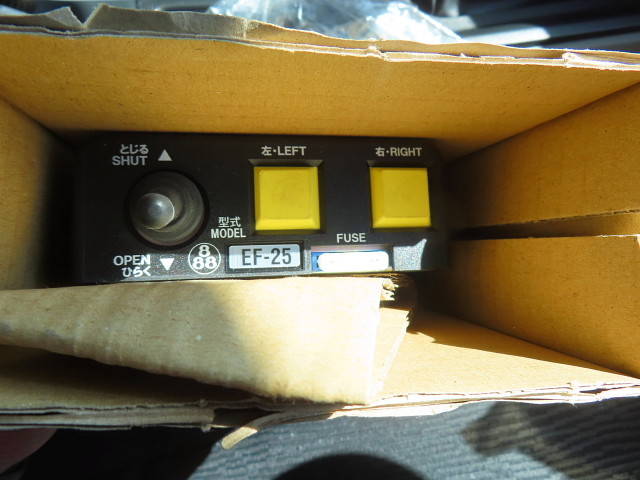 とじる
SHUT ▲
左・LEFT
右・RIGHT
型式
MODEL
FUSE
OPEN ▼
ひらく
8
88
EF-25